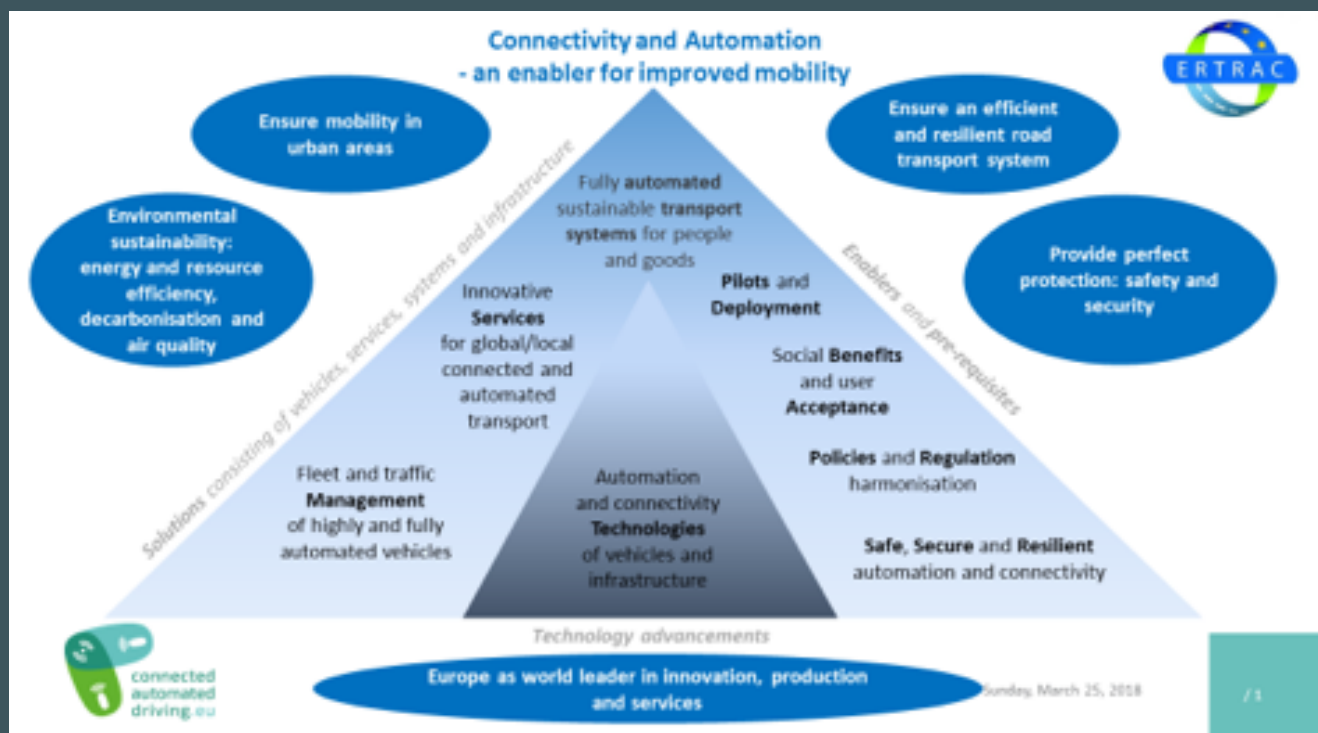 Connectivity and Automation
- an enabler for improved mobility
ERTRAC
Ensure mobility in
urban areas
Ensure an efficient
and resilient road
transport system
Environmental
sustainability:
energy and resource
efficiency,
decarbonisation and
air quality
Provide perfect
protection: safety and
security
Solutions consisting of vehicles, services, systems and infrastructure
Enablers and pre-requisites
Fully automated
sustainable transport
systems for people
and goods
Innovative
Services
for global/local
connected and
automated
transport
Pilots and
Deployment
Social Benefits
and user
Acceptance
Fleet and traffic
Management
of highly and fully
automated vehicles
Automation
and connectivity
Technologies
of vehicles and
infrastructure
Policies and Regulation
harmonisation
Safe, Secure and Resilient
automation and connectivity
Technology advancements
connected
automated
driving.eu
Europe as world leader in innovation, production
and services
Sunday, March 25, 2018
/ 1